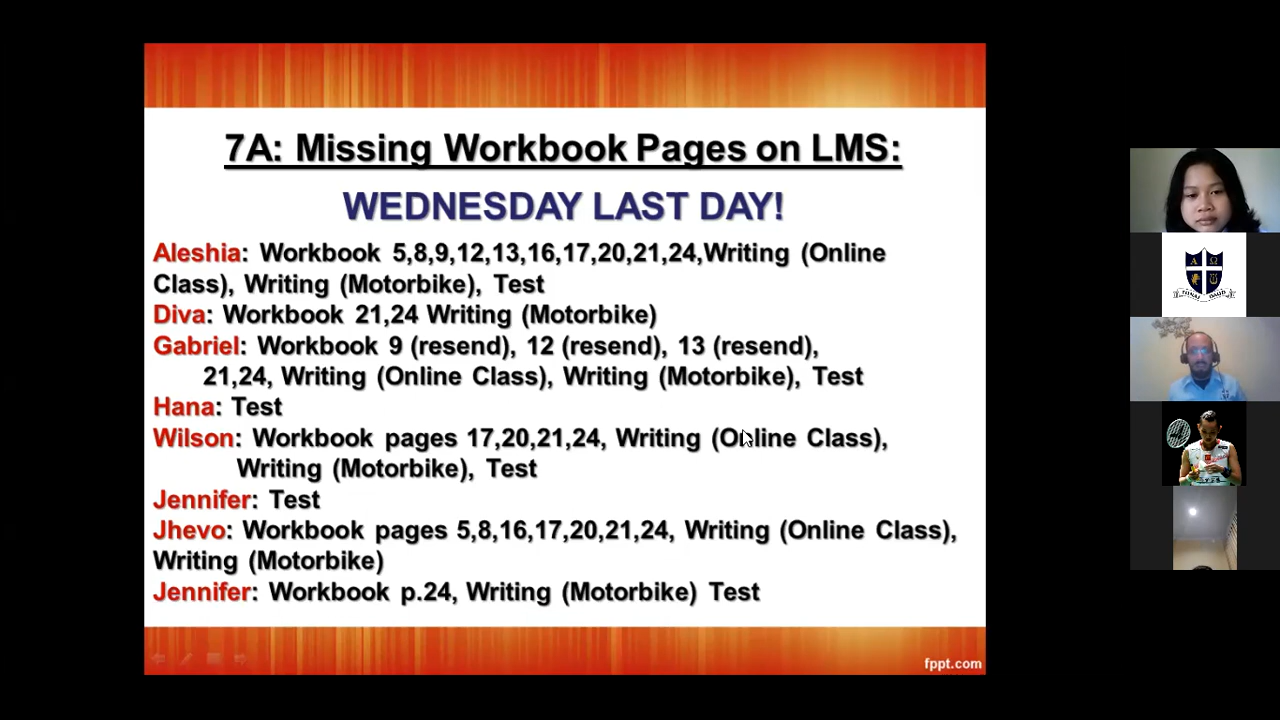 7A: Missing Workbook Pages on LMS:
WEDNESDAY LAST DAY!
Aleshia: Workbook 5,8,9,12,13,16,17,20,21,24,Writing (Online
Class), Writing (Motorbike), Test
Diva: Workbook 21,24 Writing (Motorbike)
Gabriel: Workbook 9 (resend), 12 (resend), 13 (resend),
21,24, Writing (Online Class), Writing (Motorbike), Test
Hana: Test
Wilson: Workbook pages 17,20,21,24, Writing (Online Class),
Writing (Motorbike), Test
Jennifer: Test
Jhevo: Workbook pages 5,8,16,17,20,21,24, Writing (Online Class),
Writing (Motorbike)
Jennifer: Workbook p.24, Writing (Motorbike) Test
fppt.com